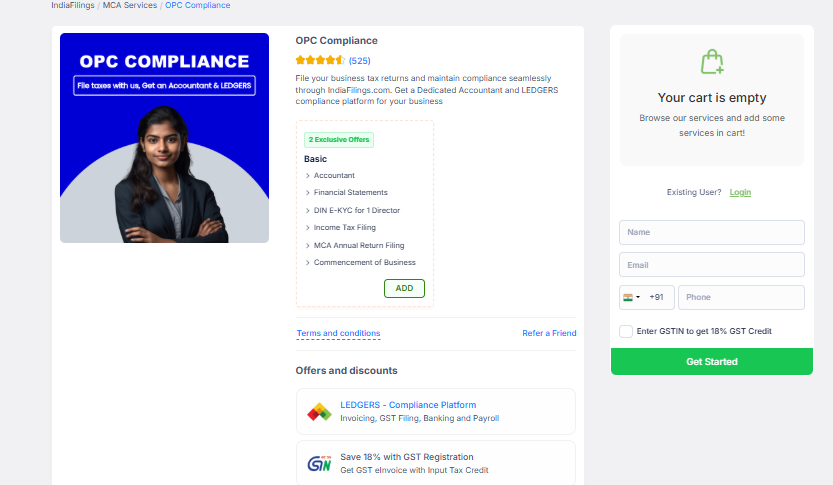 IndiaFilings / MCA Services / OPC Compliance
OPC COMPLIANCE
File taxes with us, Get an Accountant & LEDGERS
OPC Compliance
(525)
File your business tax returns and maintain compliance seamlessly
through IndiaFilings.com. Get a Dedicated Accountant and LEDGERS
compliance platform for your business
2 Exclusive Offers
Basic
Accountant
Financial Statements
DIN E-KYC for 1 Director
Income Tax Filing
MCA Annual Return Filing
Commencement of Business
ADD
Terms and conditions
Refer a Friend
Offers and discounts
LEDGERS - Compliance Platform
Invoicing, GST Filing, Banking and Payroll
Save 18% with GST Registration
Get GST eInvoice with Input Tax Credit
Your cart is empty
Browse our services and add some
services in cart!
Existing User? Login
Name
Email
+91
Phone
Enter GSTIN to get 18% GST Credit
Get Started